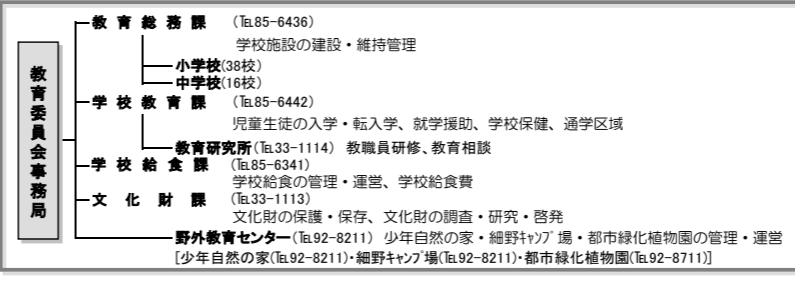 教育委員会事務局
教育総務課 （℡85-6436）
学校施設の建設・維持管理
小学校(38校)
中学校(16校)
学校教育課 （℡85-6442）
児童生徒の入学・転入学、就学援助、学校保健、通学区域
教育研究所(℡33-1114) 教職員研修、教育相談
学校給食課 （℡85-6341）
学校給食の管理・運営、学校給食費
文化財課 （℡33-1113）
文化財の保護・保存、文化財の調査・研究・啓発
野外教育センター(℡92-8211) 少年自然の家・細野ｷｬﾝﾌﾟ場・都市緑化植物園の管理・運営
[少年自然の家(℡92-8211)・細野ｷｬﾝﾌﾟ場(℡92-8211)・都市緑化植物園(℡92-8711)]